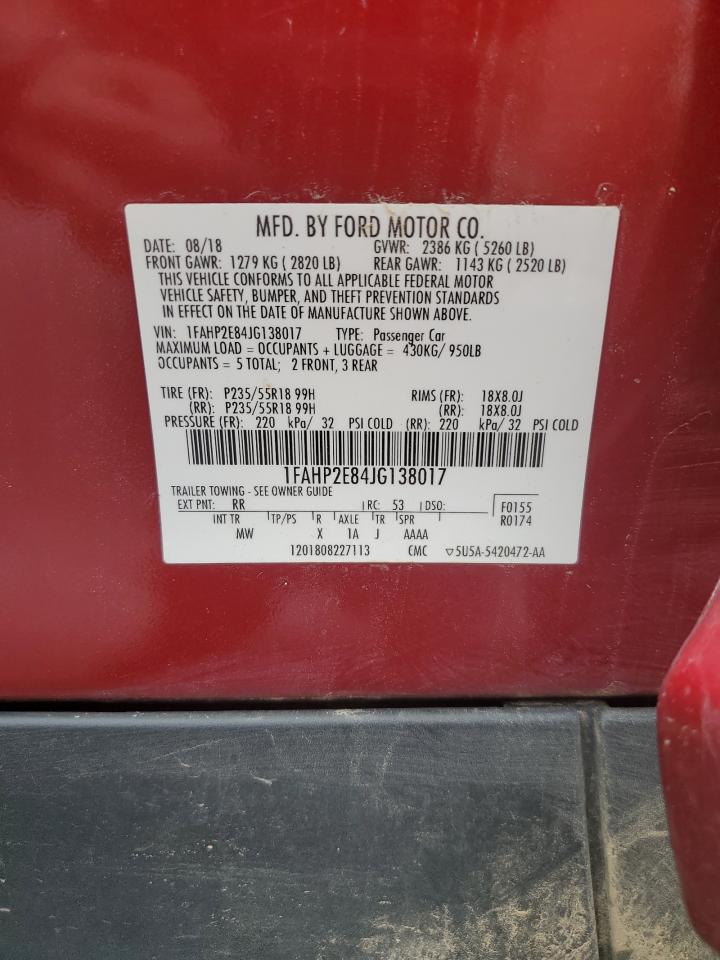 MFD. BY FORD MOTOR CO.
DATE: 08/18 GVWR: 2386 KG ( 5260 LB)
FRONT GAWR: 1279 KG ( 2820 LB) REAR GAWR: 1143 KG ( 2520 LB)
THIS VEHICLE CONFORMS TO ALL APPLICABLE FEDERAL MOTOR
VEHICLE SAFETY, BUMPER, AND THEFT PREVENTION STANDARDS
IN EFFECT ON THE DATE OF MANUFACTURE SHOWN ABOVE.
VIN: 1FAHP2E84JG138017 TYPE: Passenger Car
MAXIMUM LOAD = OCCUPANTS + LUGGAGE = 430KG/ 950LB
OCCUPANTS = 5 TOTAL; 2 FRONT, 3 REAR
TIRE (FR): P235/55R18 99H RIMS (FR): 18X8.0J
(RR): P235/55R18 99H (RR): 18X8.0J
PRESSURE (FR): 220 kPa/ 32 PSI COLD (RR): 220 kPa/ 32 PSI COLD
1FAHP2E84JG138017
TRAILER TOWING - SEE OWNER GUIDE
EXT PNT: RR RC: 53 DSO: F0155
INT TR TP/PS R AXLE TR SPR R0174
MW X 1A J AAAA
1201808227113 CMC ▽5U5A-5420472-AA